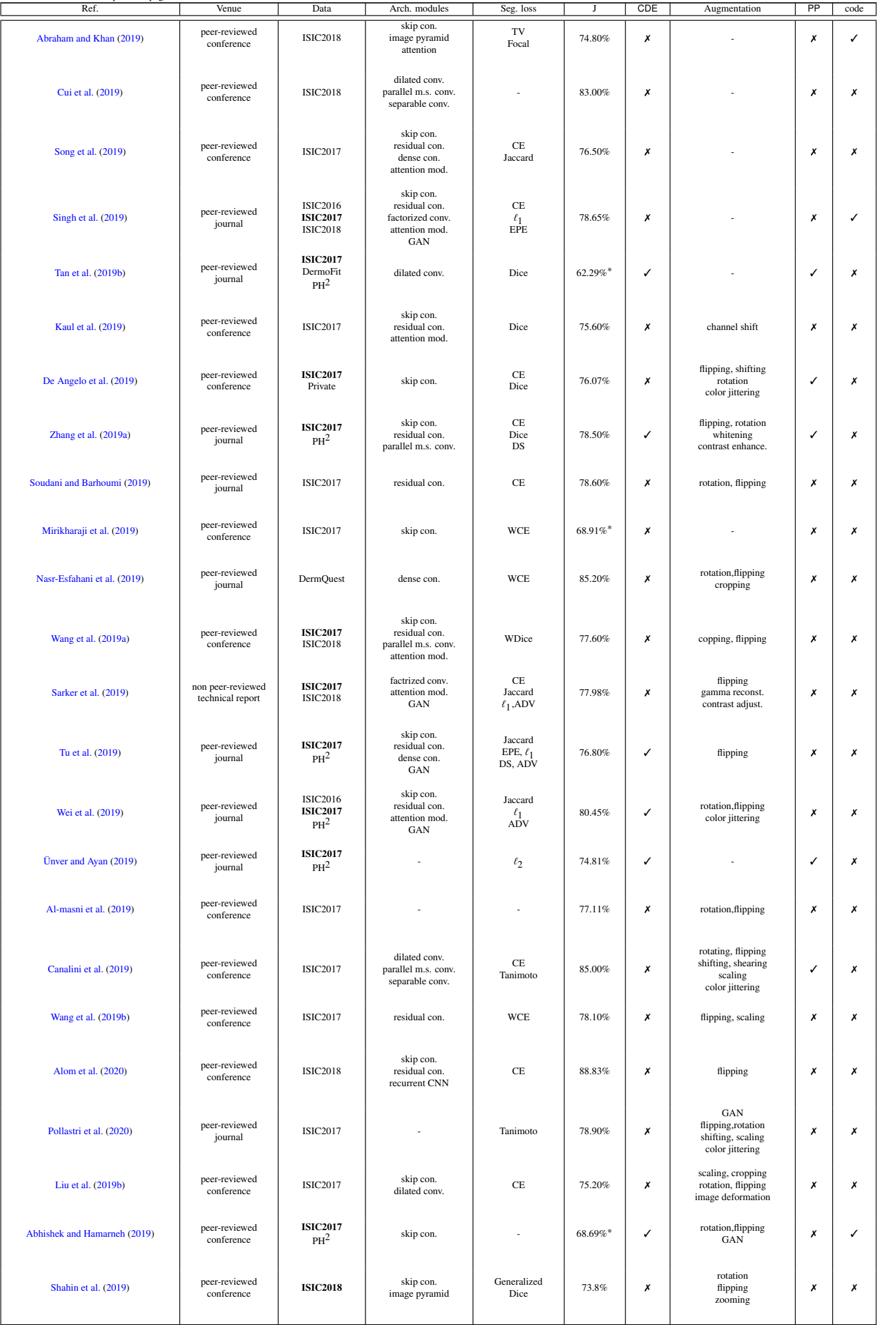 Ref. Venue Data Arch. modules Seg. loss J CDE Augmentation PP code
Abraham and Khan (2019) peer-reviewed conference ISIC2018 skip con. image pyramid attention TV Focal 74.80% ✗ - ✗ ✓
Cui et al. (2019) peer-reviewed conference ISIC2018 dilated conv. parallel m.s. conv. separable conv. - 83.00% ✗ - ✗ ✗
Song et al. (2019) peer-reviewed conference ISIC2017 skip con. residual con. dense con. attention mod. CE Jaccard 76.50% ✗ - ✗ ✗
Singh et al. (2019) peer-reviewed journal ISIC2016 ISIC2017 ISIC2018 skip con. residual con. factorized conv. attention mod. GAN CE ℓ1 EPE 78.65% ✗ - ✗ ✓
Tan et al. (2019b) peer-reviewed journal ISIC2017 DermoFit PH2 dilated conv. Dice 62.29%* ✓ - ✓ ✗
Kaul et al. (2019) peer-reviewed conference ISIC2017 skip con. residual con. attention mod. Dice 75.60% ✗ channel shift ✗ ✗
De Angelo et al. (2019) peer-reviewed conference ISIC2017 Private skip con. CE Dice 76.07% ✗ flipping, shifting rotation color jittering ✓ ✗
Zhang et al. (2019a) peer-reviewed journal ISIC2017 PH2 skip con. residual con. parallel m.s. conv. CE Dice DS 78.50% ✓ flipping, rotation whitening contrast enhance. ✓ ✗
Soudani and Barhoumi (2019) peer-reviewed journal ISIC2017 residual con. CE 78.60% ✗ rotation, flipping ✗ ✗
Mirikharaji et al. (2019) peer-reviewed conference ISIC2017 skip con. WCE 68.91%* ✗ - ✗ ✗
Nasr-Esfahani et al. (2019) peer-reviewed journal DermQuest dense con. WCE 85.20% ✗ rotation,flipping cropping ✗ ✗
Wang et al. (2019a) peer-reviewed conference ISIC2017 ISIC2018 skip con. residual con. parallel m.s. conv. attention mod. WDice 77.60% ✗ copping, flipping ✗ ✗
Sarker et al. (2019) non peer-reviewed technical report ISIC2017 ISIC2018 factrized conv. attention mod. GAN CE Jaccard ℓ1,ADV 77.98% ✗ flipping gamma reconst. contrast adjust. ✗ ✗
Tu et al. (2019) peer-reviewed journal ISIC2017 PH2 skip con. residual con. dense con. GAN Jaccard EPE, ℓ1 DS, ADV 76.80% ✓ flipping ✗ ✗
Wei et al. (2019) peer-reviewed journal ISIC2016 ISIC2017 PH2 skip con. residual con. attention mod. GAN Jaccard ℓ1 ADV 80.45% ✓ rotation,flipping color jittering ✗ ✗
Ünver and Ayan (2019) peer-reviewed journal ISIC2017 PH2 - ℓ2 74.81% ✓ - ✓ ✗
Al-masni et al. (2019) peer-reviewed conference ISIC2017 - - 77.11% ✗ rotation,flipping ✗ ✗
Canalini et al. (2019) peer-reviewed conference ISIC2017 dilated conv. parallel m.s. conv. separable conv. CE Tanimoto 85.00% ✗ rotating, flipping shifting, shearing scaling color jittering ✓ ✗
Wang et al. (2019b) peer-reviewed conference ISIC2017 residual con. WCE 78.10% ✗ flipping, scaling ✗ ✗
Alom et al. (2020) peer-reviewed conference ISIC2018 skip con. residual con. recurrent CNN CE 88.83% ✗ flipping ✗ ✗
Pollastri et al. (2020) peer-reviewed journal ISIC2017 - Tanimoto 78.90% ✗ GAN flipping,rotation shifting, scaling color jittering ✗ ✗
Liu et al. (2019b) peer-reviewed conference ISIC2017 skip con. dilated conv. CE 75.20% ✗ scaling, cropping rotation, flipping image deformation ✗ ✗
Abhishek and Hamarneh (2019) peer-reviewed conference ISIC2017 PH2 skip con. - 68.69%* ✓ rotation,flipping GAN ✗ ✓
Shahin et al. (2019) peer-reviewed conference ISIC2018 skip con. image pyramid Generalized Dice 73.8% ✗ rotation flipping zooming ✗ ✗